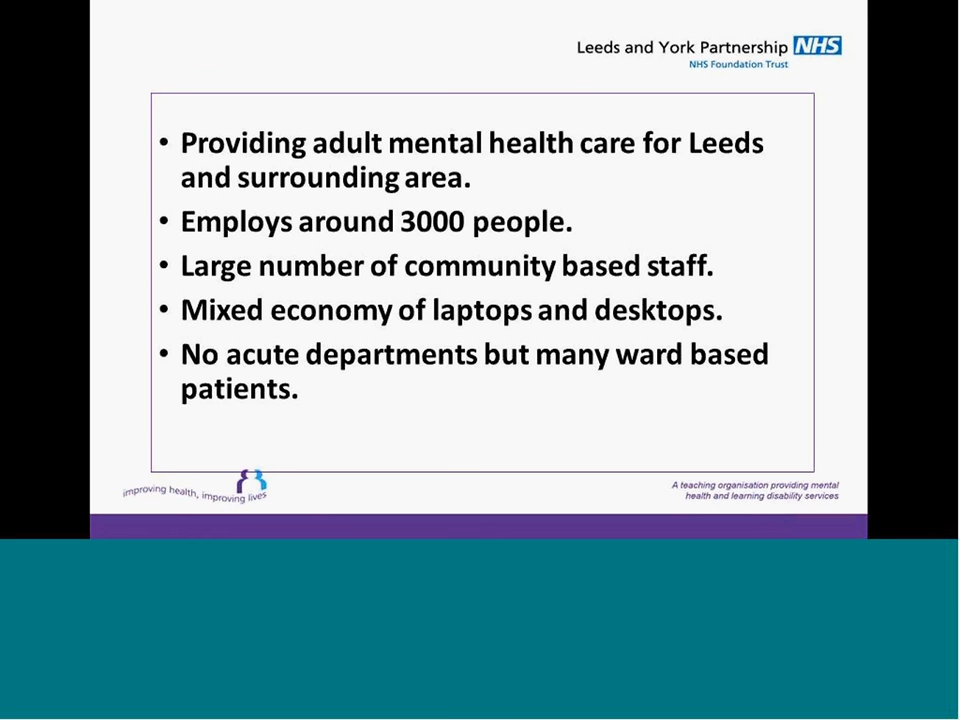 Leeds and York Partnership NHS
NHS Foundation Trust
• Providing adult mental health care for Leeds
and surrounding area.
• Employs around 3000 people.
• Large number of community based staff.
• Mixed economy of laptops and desktops.
• No acute departments but many ward based
patients.
improving health, improving lives
A teaching organisation providing mental
health and learning disability services